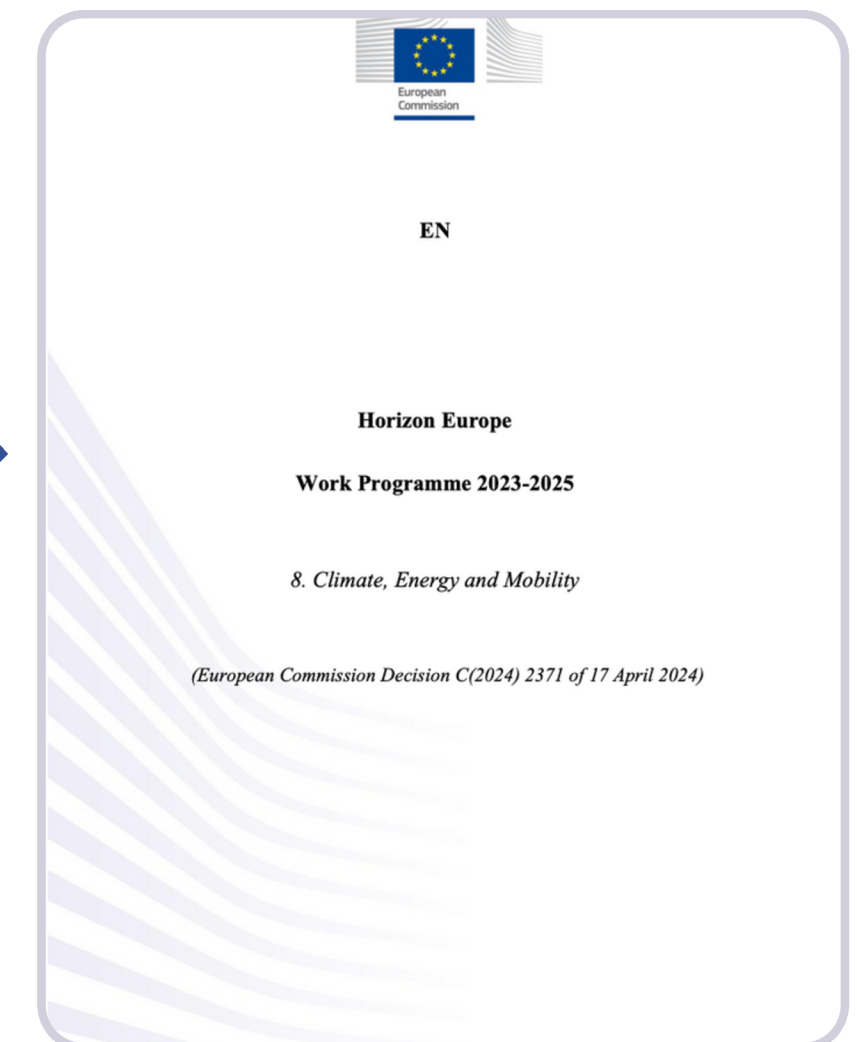 European
Commission
EN
Horizon Europe
Work Programme 2023-2025
8. Climate, Energy and Mobility
(European Commission Decision C(2024) 2371 of 17 April 2024)